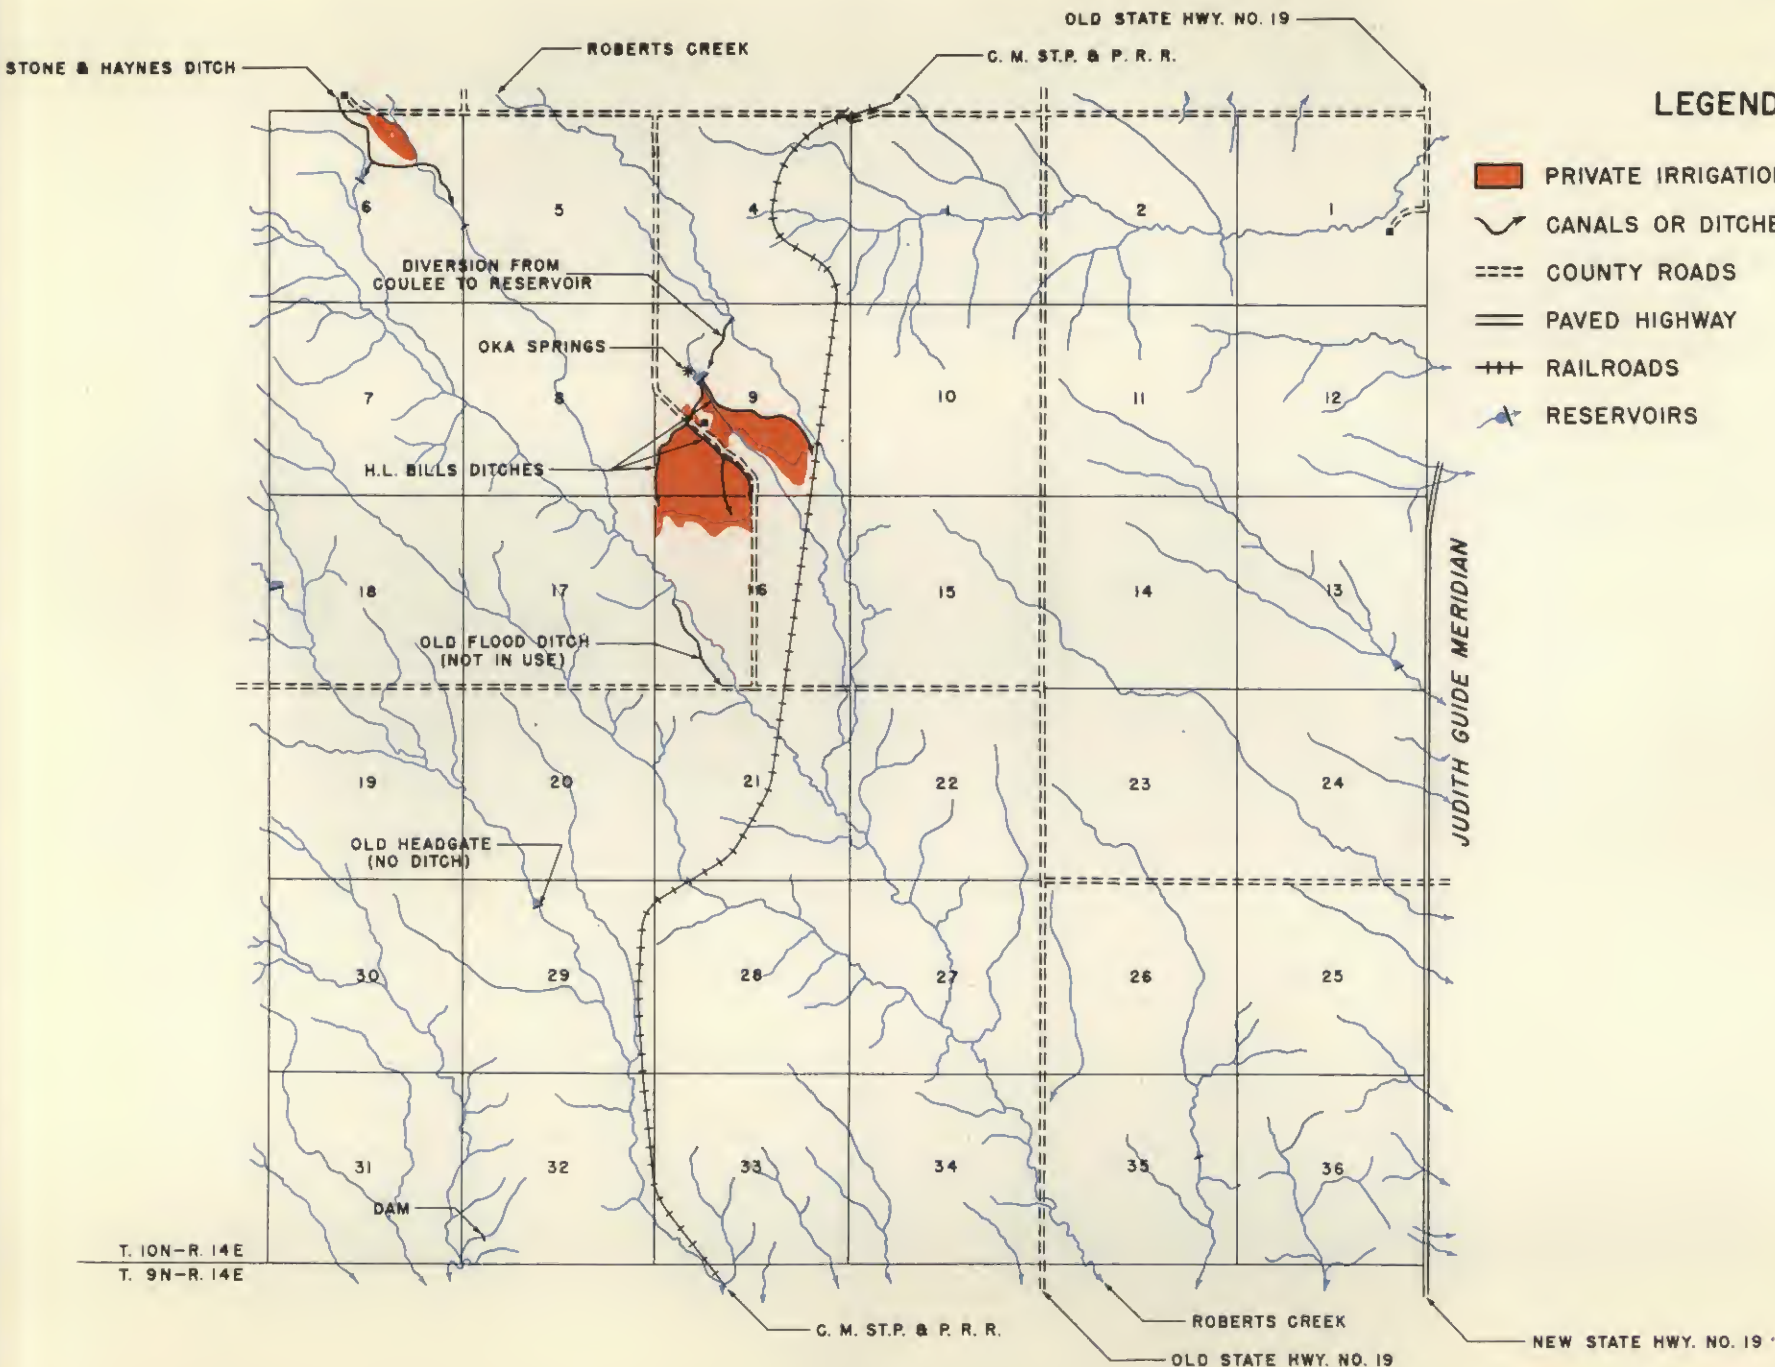 OLD STATE HWY. NO. 19
ROBERTS CREEK
C. M. ST.P. & P. R. R.
STONE & HAYNES DITCH
LEGEND
PRIVATE IRRIGATIO
CANALS OR DITCHE
COUNTY ROADS
PAVED HIGHWAY
RAILROADS
RESERVOIRS
6
5
4
2
1
DIVERSION FROM
COULEE TO RESERVOIR
OKA SPRINGS
7
8
9
10
11
12
H.L. BILLS DITCHES
18
17
16
15
14
13
JUDITH GUIDE MERIDIAN
OLD FLOOD DITCH
(NOT IN USE)
19
20
21
22
23
24
OLD HEADGATE
(NO DITCH)
30
29
28
27
26
25
31
32
33
34
35
36
DAM
T. 10N-R. 14E
T. 9N-R. 14E
C. M. ST.P. & P. R. R.
ROBERTS CREEK
OLD STATE HWY. NO. 19
NEW STATE HWY. NO. 19